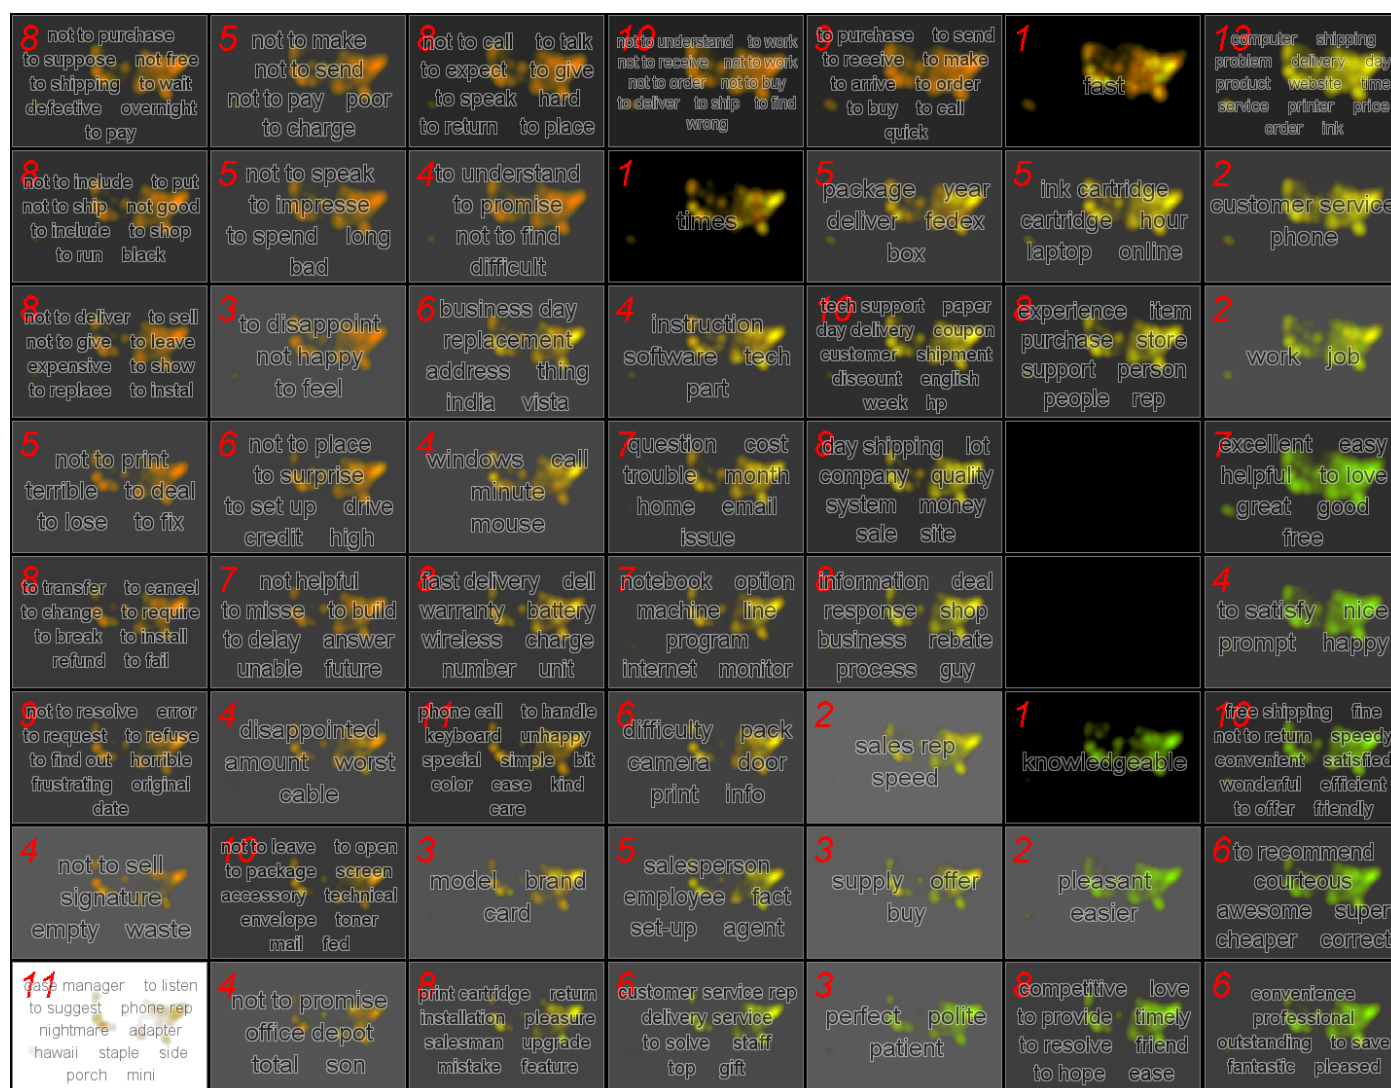 8
not to purchase
to suppose not free
to shipping to wait
defective overnight
to pay
5
not to make
not to send
not to pay poor
to charge
8
not to call to talk
to expect to give
to speak hard
to return to place
10
not to understand to work
not to receive not to work
not to order not to buy
to deliver to ship to find
wrong
9
to purchase to send
to receive to make
to arrive to order
to buy to call
quick
1
fast
13
computer shipping
problem delivery day
product website time
service printer price
order ink
8
not to include to put
not to ship not good
to include to shop
to run black
5
not to speak
to impresse
to spend long
bad
4
to understand
to promise
not to find
difficult
1
times
5
package year
deliver fedex
box
5
ink cartridge
cartridge hour
laptop online
2
customer service
phone
8
not to deliver to sell
not to give to leave
expensive to show
to replace to instal
3
to disappoint
not happy
to feel
6
business day
replacement
address thing
india vista
4
instruction
software tech
part
10
tech support paper
day delivery coupon
customer shipment
discount english
week hp
8
experience item
purchase store
support person
people rep
2
work job
5
not to print
terrible to deal
to lose to fix
6
not to place
to surprise
to set up drive
credit high
4
windows call
minute
mouse
7
question cost
trouble month
home email
issue
8
day shipping lot
company quality
system money
sale site
7
excellent easy
helpful to love
great good
free
8
to transfer to cancel
to change to require
to break to install
refund to fail
7
not helpful
to misse to build
to delay answer
unable future
8
fast delivery dell
warranty battery
wireless charge
number unit
7
notebook option
machine line
program
internet monitor
8
information deal
response shop
business rebate
process guy
4
to satisfy nice
prompt happy
9
not to resolve error
to request to refuse
to find out horrible
frustrating original
date
4
disappointed
amount worst
cable
11
phone call to handle
keyboard unhappy
special simple bit
color case kind
care
6
difficulty pack
camera door
print info
2
sales rep
speed
1
knowledgeable
10
free shipping fine
not to return speedy
convenient satisfied
wonderful efficient
to offer friendly
4
not to sell
signature
empty waste
10
not to leave to open
to package screen
accessory technical
envelope toner
mail fed
3
model brand
card
5
salesperson
employee fact
set-up agent
3
supply offer
buy
2
pleasant
easier
6
to recommend
courteous
awesome super
cheaper correct
11
case manager to listen
to suggest phone rep
nightmare adapter
hawaii staple side
porch mini
4
not to promise
office depot
total son
8
print cartridge return
installation pleasure
salesman upgrade
mistake feature
6
customer service rep
delivery service
to solve staff
top gift
3
perfect polite
patient
8
competitive love
to provide timely
to resolve friend
to hope ease
6
convenience
professional
outstanding to save
fantastic pleased